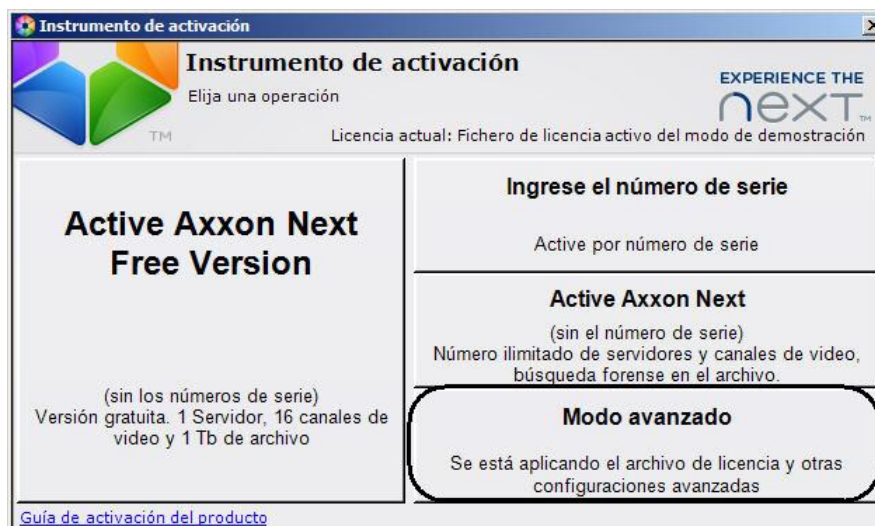 Instrumento de activación
Instrumento de activación
Elija una operación
EXPERIENCE THE
next™
TM
Licencia actual: Fichero de licencia activo del modo de demostración
Active Axxon Next
Free Version
(sin los números de serie)
Versión gratuita. 1 Servidor, 16 canales de
video y 1 Tb de archivo
Ingrese el número de serie
Active por número de serie
Active Axxon Next
(sin el número de serie)
Número ilimitado de servidores y canales de video,
búsqueda forense en el archivo.
Modo avanzado
Se está aplicando el archivo de licencia y otras
configuraciones avanzadas
Guía de activación del producto